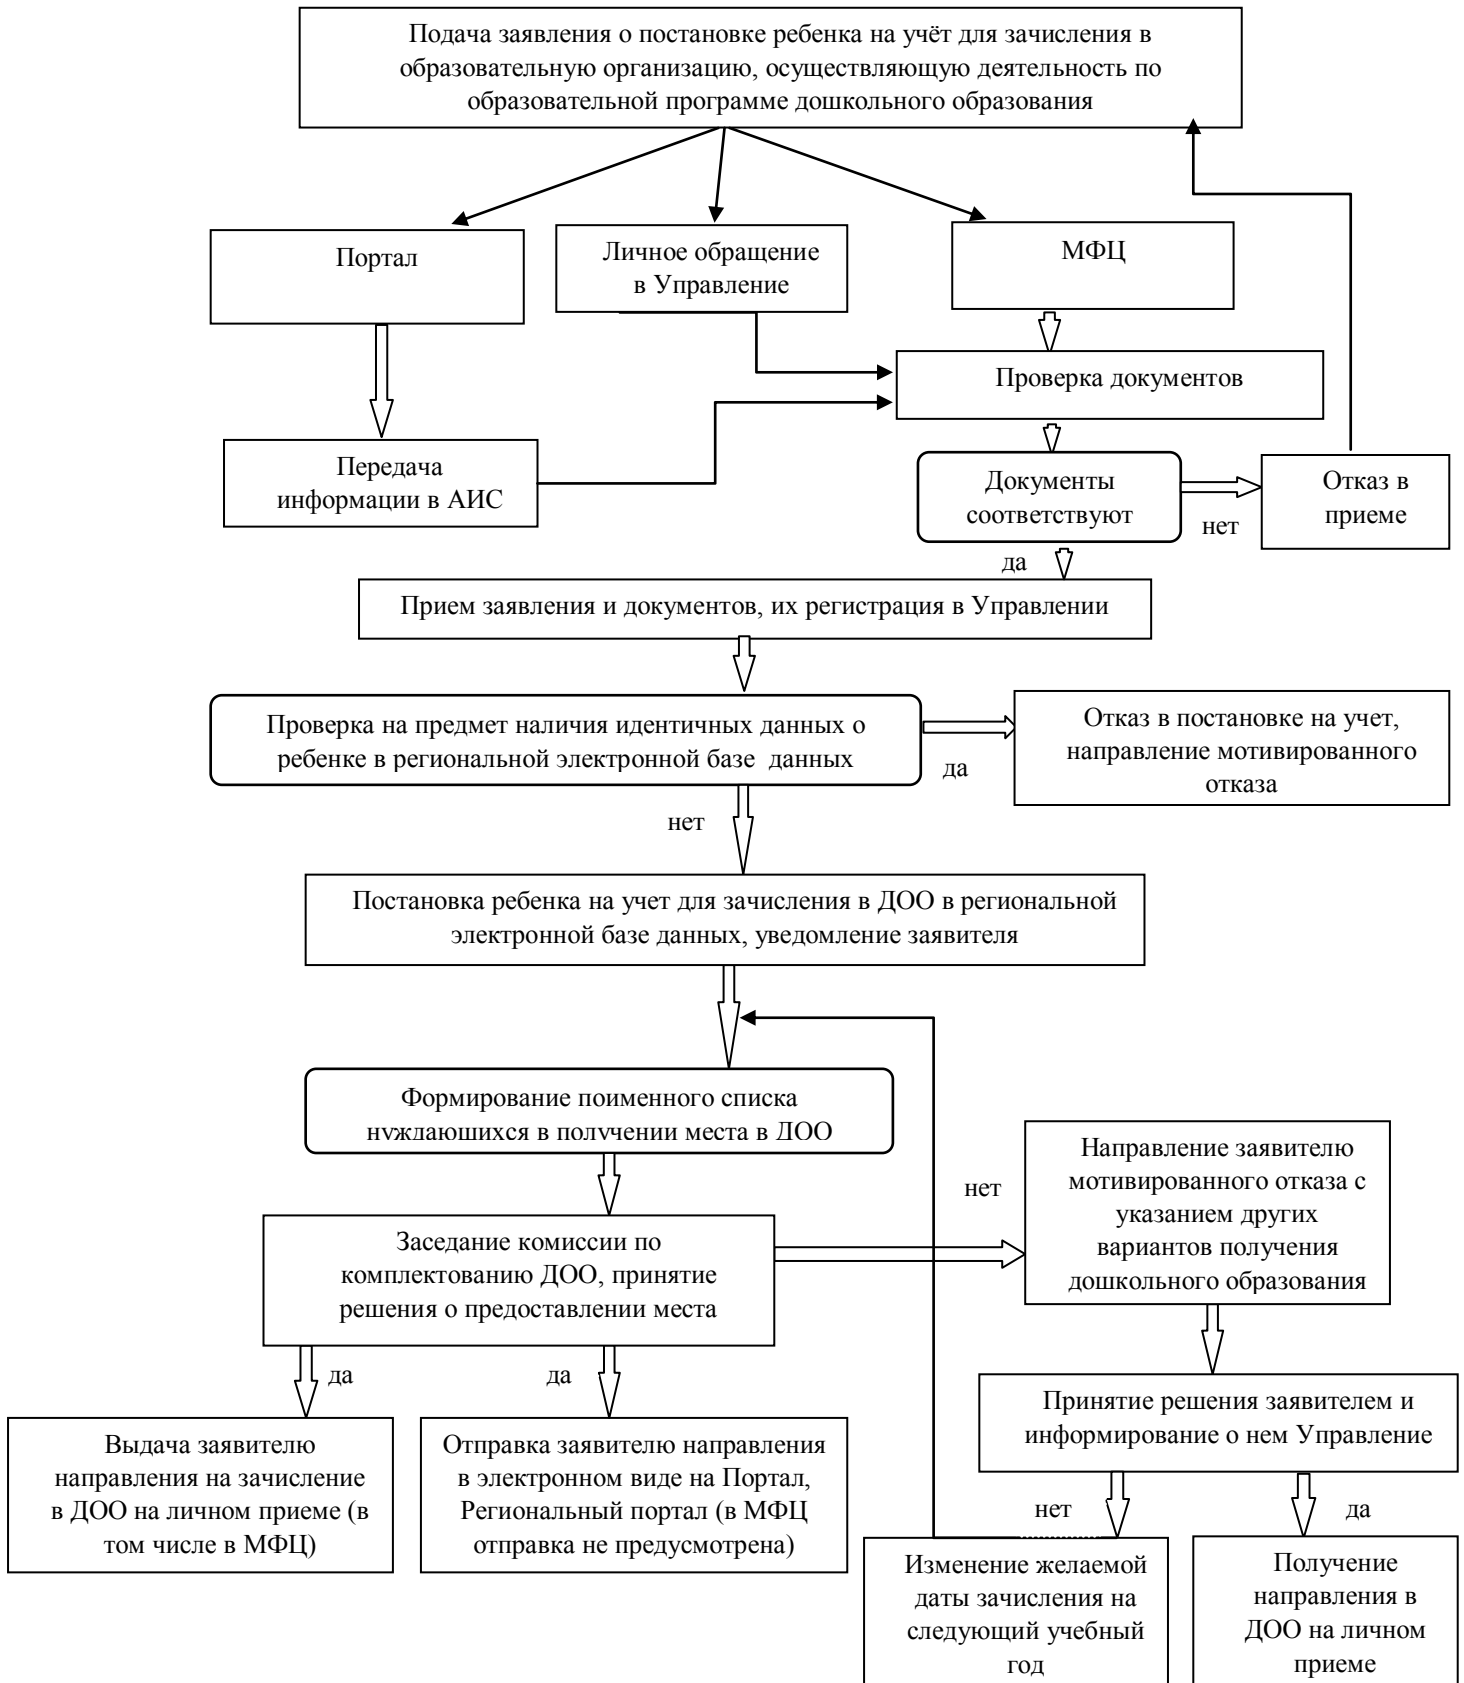 Подача заявления о постановке ребенка на учёт для зачисления в
образовательную организацию, осуществляющую деятельность по
образовательной программе дошкольного образования
Портал
Личное обращение
в Управление
МФЦ
Проверка документов
Передача
информации в АИС
Документы
соответствуют
нет
Отказ в
приеме
да
Прием заявления и документов, их регистрация в Управлении
Проверка на предмет наличия идентичных данных о
ребенке в региональной электронной базе данных
да
Отказ в постановке на учет,
направление мотивированного
отказа
нет
Постановка ребенка на учет для зачисления в ДОО в региональной
электронной базе данных, уведомление заявителя
Формирование поименного списка
нуждающихся в получении места в ДОО
нет
Направление заявителю
мотивированного отказа с
указанием других
вариантов получения
дошкольного образования
Заседание комиссии по
комплектованию ДОО, принятие
решения о предоставлении места
да
да
Принятие решения заявителем и
информирование о нем Управление
Выдача заявителю
направления на зачисление
в ДОО на личном приеме (в
том числе в МФЦ)
Отправка заявителю направления
в электронном виде на Портал,
Региональный портал (в МФЦ
отправка не предусмотрена)
нет
да
Изменение желаемой
даты зачисления на
следующий учебный
год
Получение
направления в
ДОО на личном
приеме